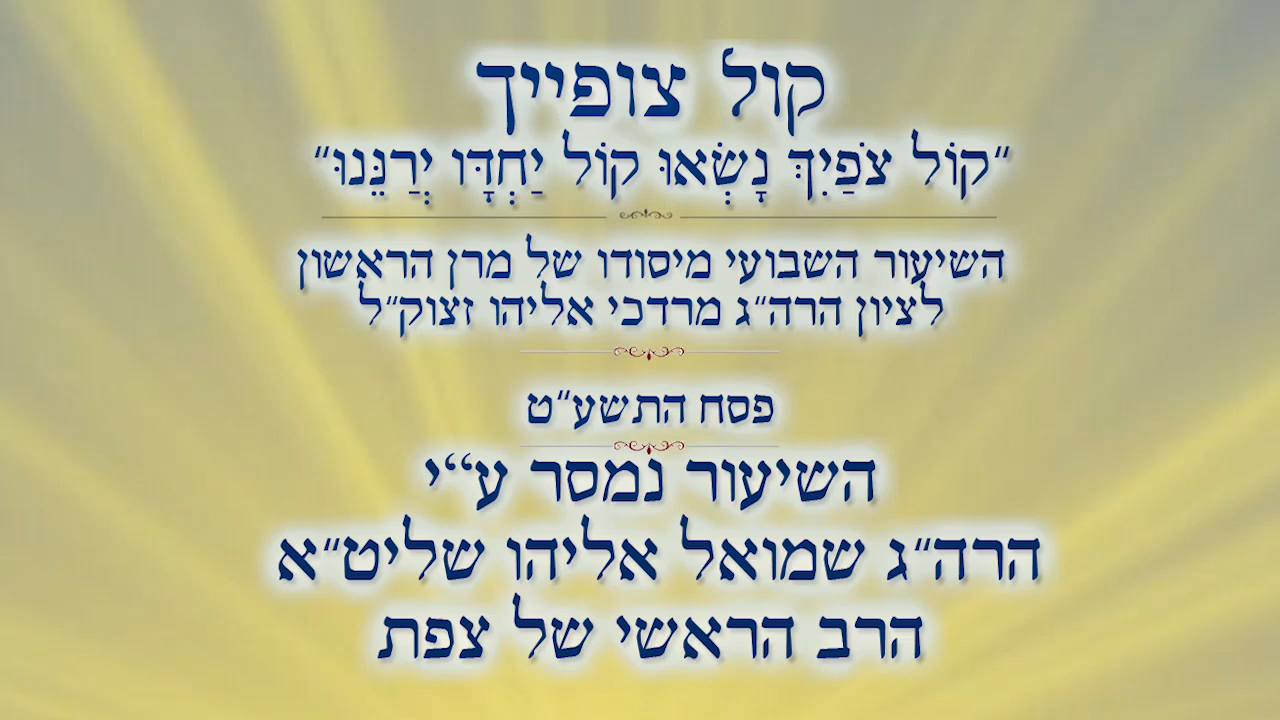 קול צופייך
"קוֹל צֹפַיִךְ נָשְׂאוּ קוֹל יַחְדָּו יְרַנֵּנוּ"
השיעור השבועי מיסודו של מרן הראשון
לציון הרה"ג מרדכי אליהו זצוק"ל
פסח התשע"ט
השיעור נמסר ע"י
הרה"ג שמואל אליהו שליט"א
הרב הראשי של צפת